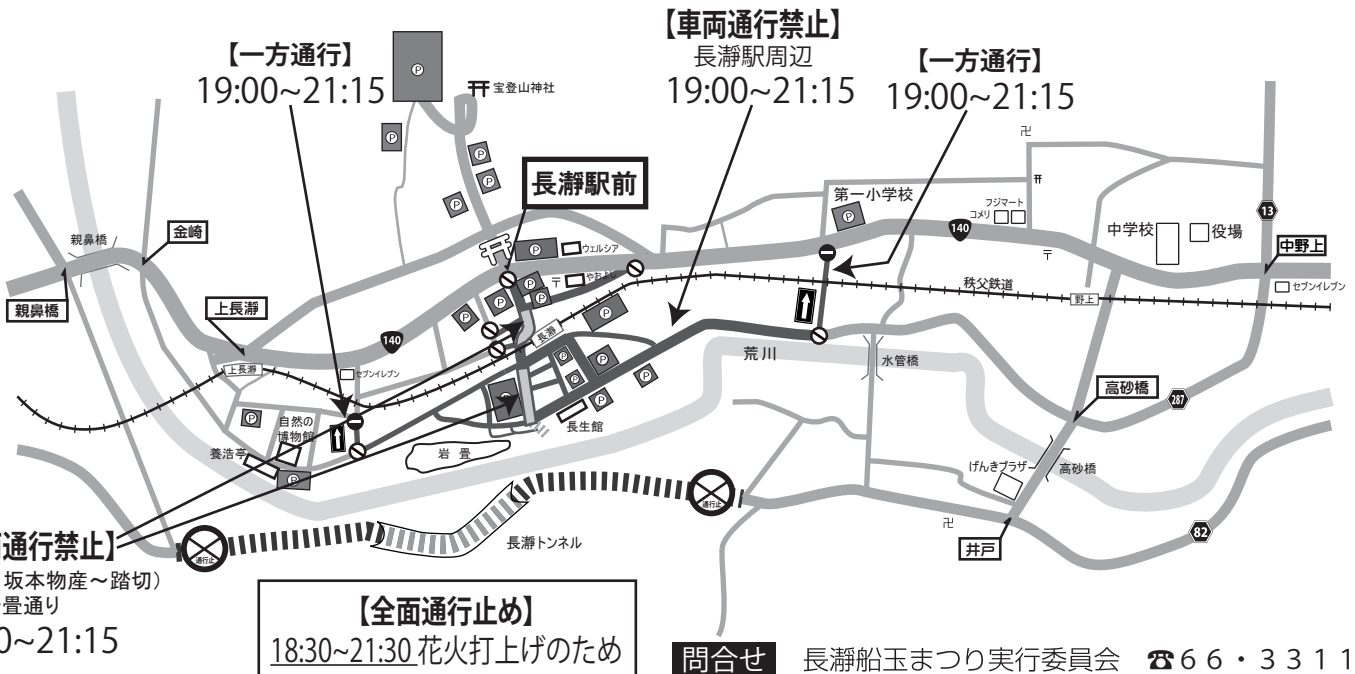 【車両通行禁止】
長瀞駅周辺
19:00~21:15
【一方通行】
19:00~21:15
【一方通行】
19:00~21:15
宝登山神社
長瀞駅前
第一小学校
フジマート
コメリ
140
中学校
役場
13
中野上
セブンイレブン
親鼻橋
金崎
親鼻橋
上長瀞
140
ウェルシア
やおよし
秩父鉄道
野上
長瀞
上長瀞
セブンイレブン
荒川
水管橋
高砂橋
287
自然の
博物館
養浩亭
長生館
岩畳
げんきプラザ
高砂橋
通行止
通行止
長瀞トンネル
井戸
82
通行禁止】
坂本物産～踏切）
畳通り
0~21:15
【全面通行止め】
18:30~21:30 花火打上げのため
問合せ 長瀞船玉まつり実行委員会 ☎66・3311